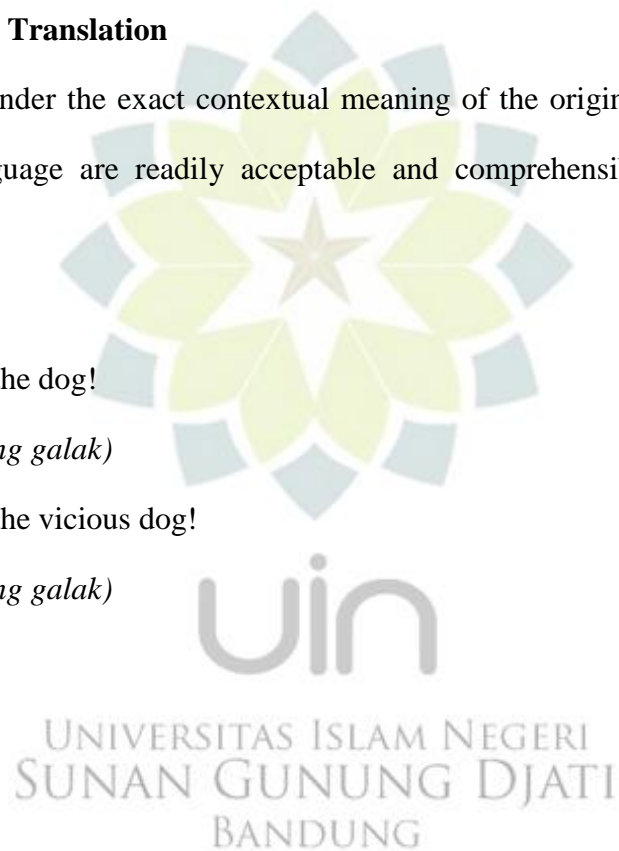 Translation
nder the exact contextual meaning of the origin
guage are readily acceptable and comprehensi
he dog!
ng galak)
he vicious dog!
ng galak)
uin
UNIVERSITAS ISLAM NEGERI
SUNAN GUNUNG DJATI
BANDUNG